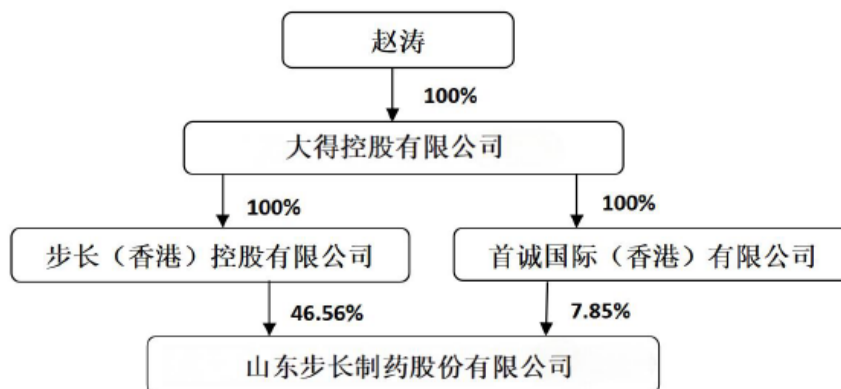 赵涛
100%
大得控股有限公司
100% 100%
步长（香港）控股有限公司 首诚国际（香港）有限公司
46.56% 7.85%
山东步长制药股份有限公司